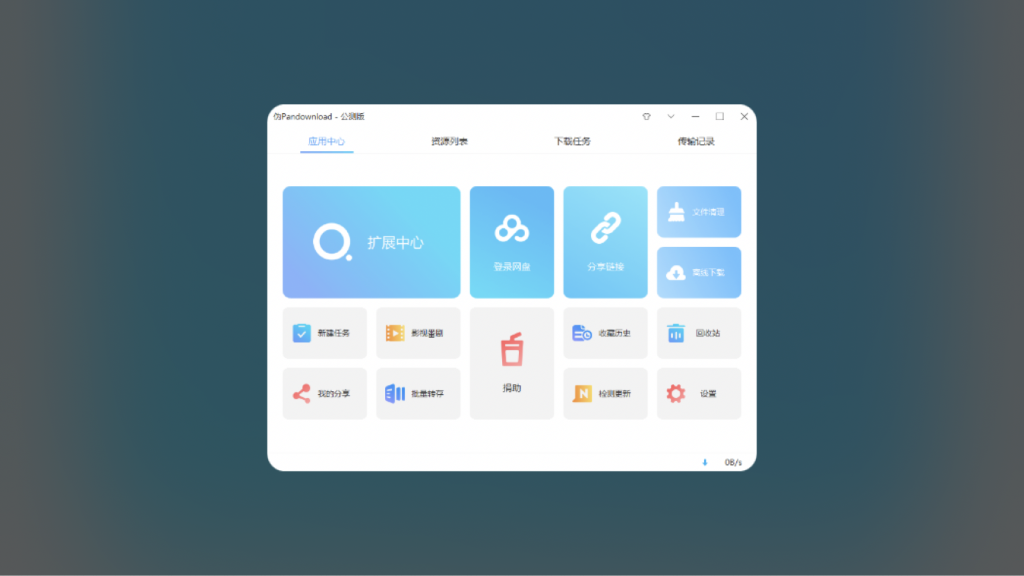 伪Pandownload - 公测版
应用中心
资源列表
下载任务
传输记录
扩展中心
登录网盘
分享链接
文件清理
离线下载
新建任务
影视追剧
捐助
收藏历史
回收站
我的分享
批量转存
检测更新
设置
0B/s